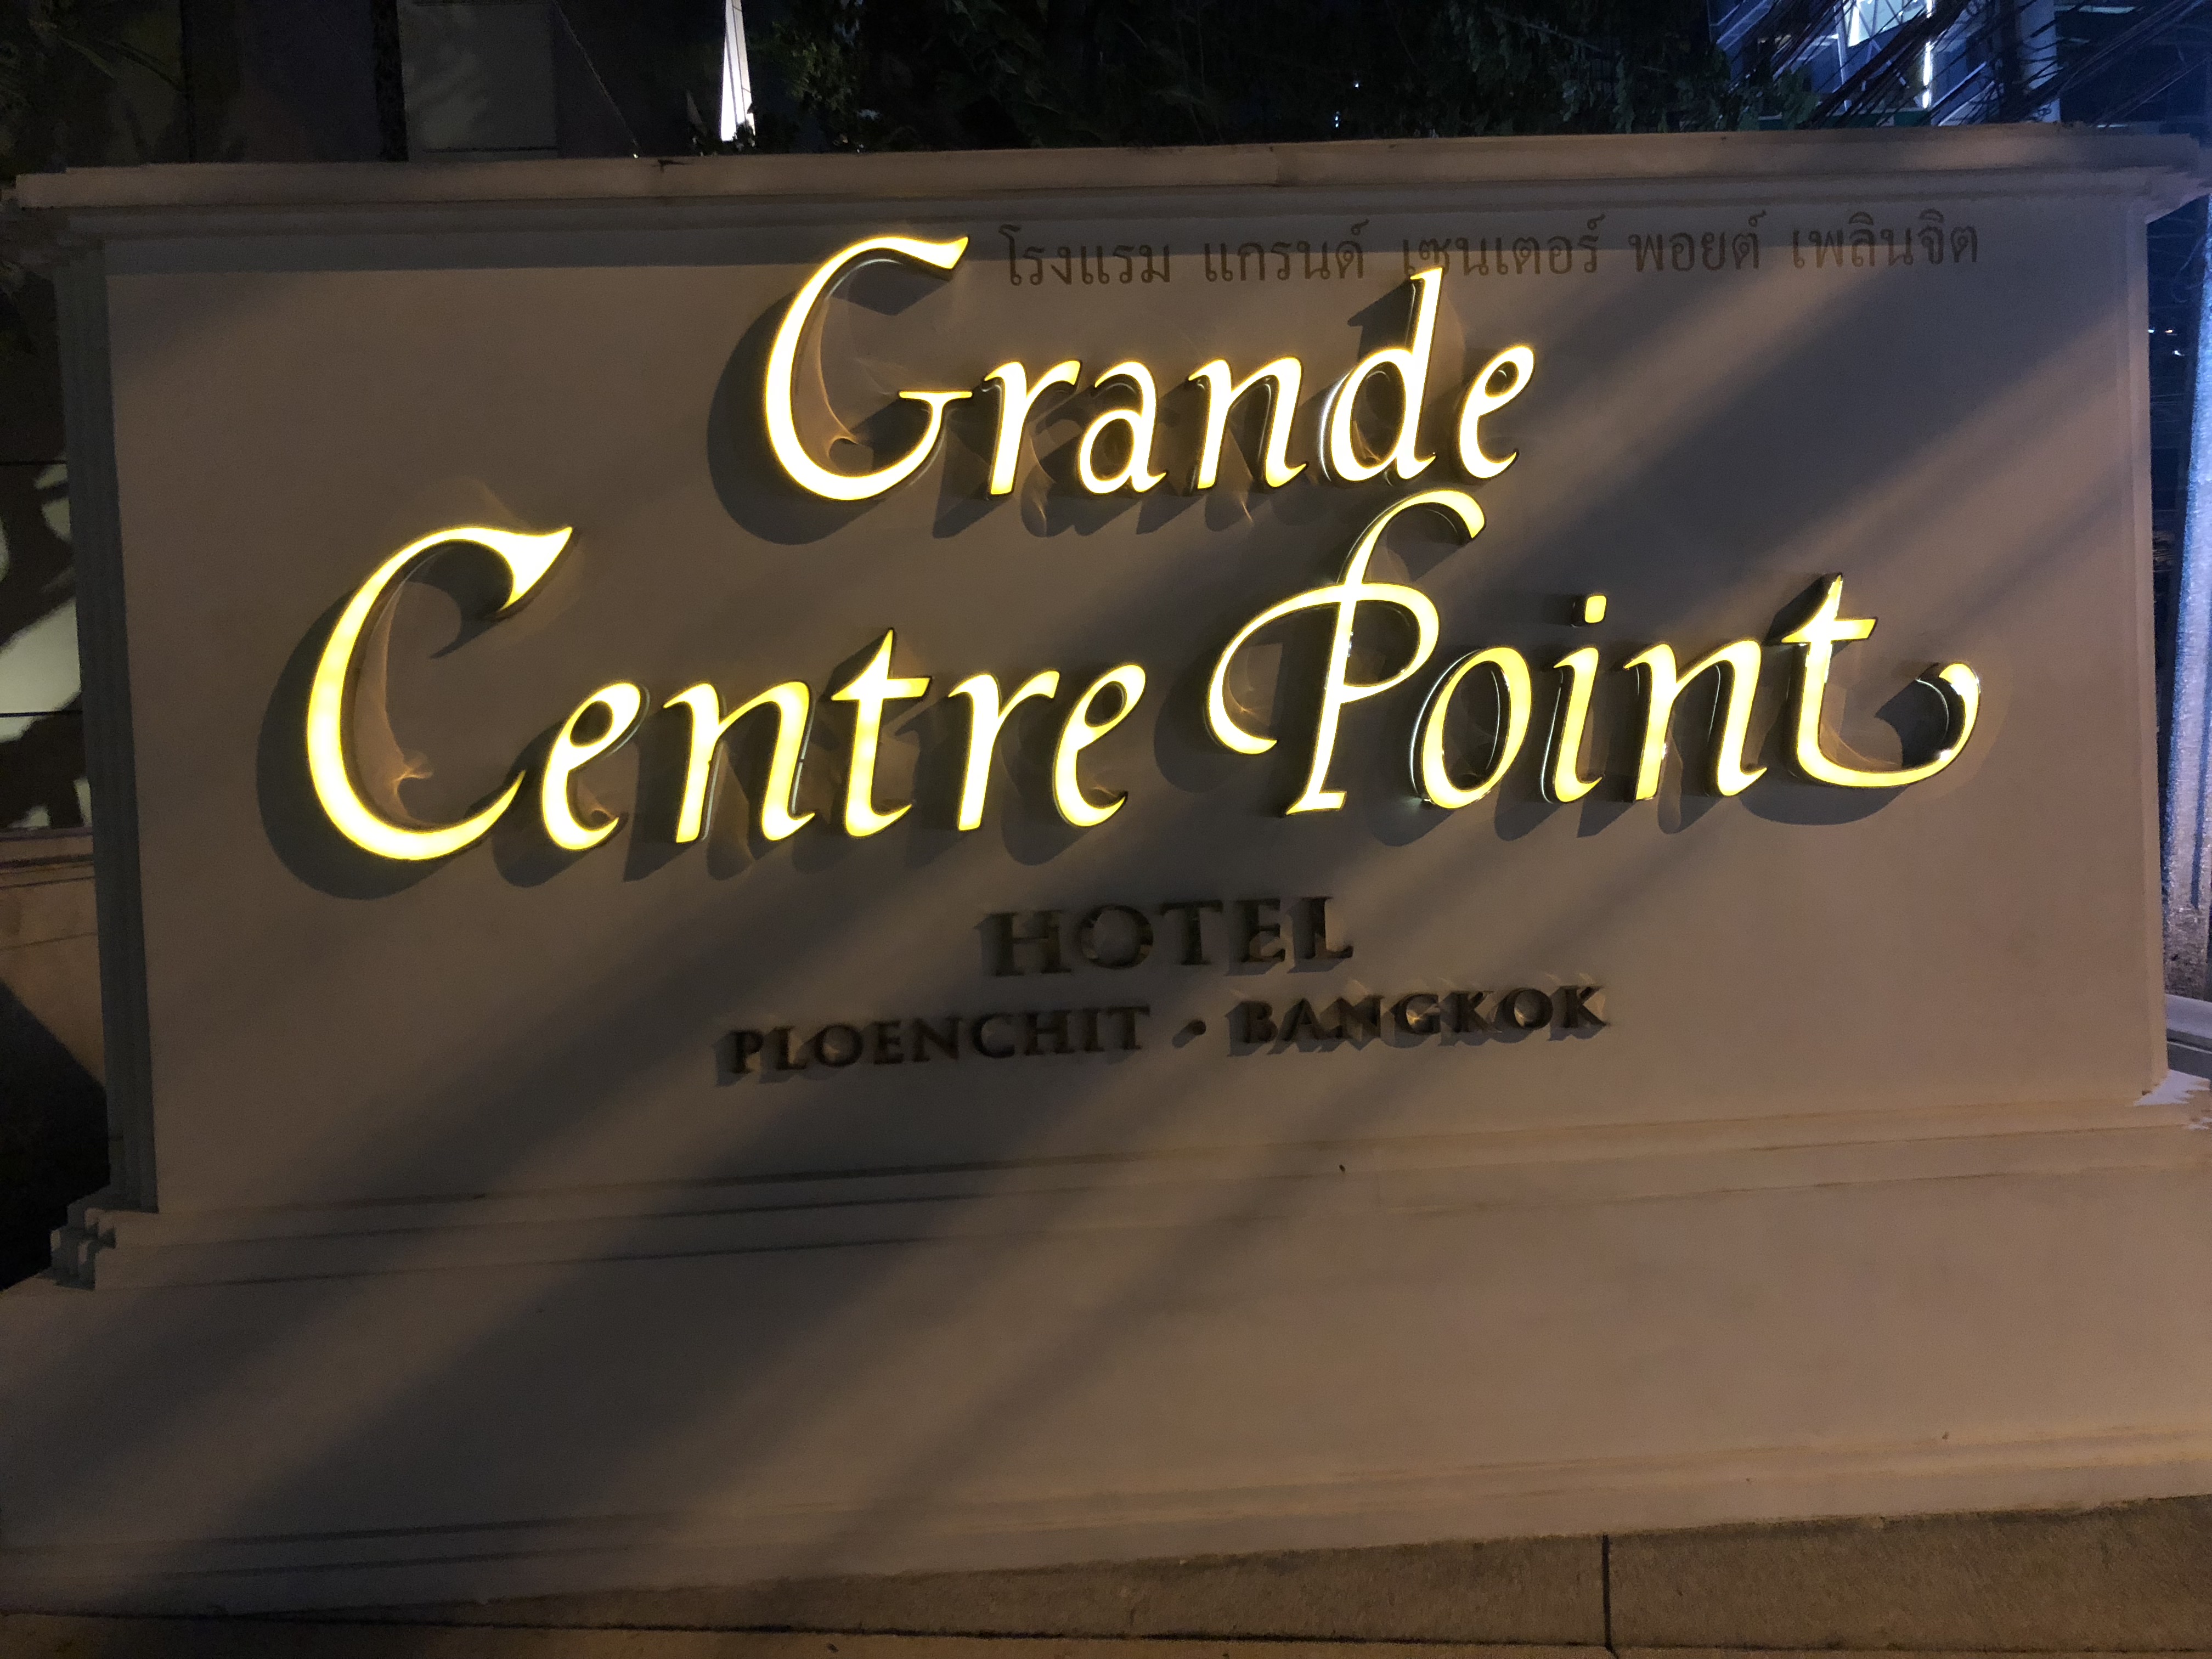 โรงแรม แกรนด์ เซนเตอร์ พอยต์ เพลินจิต
Grande
Centre Point
HOTEL
PLOENCHIT • BANGKOK